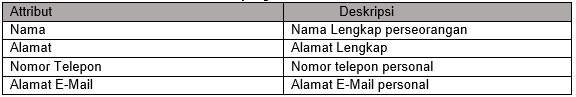 Attribut Deskripsi
Nama Nama Lengkap perseorangan
Alamat Alamat Lengkap
Nomor Telepon Nomor telepon personal
Alamat E-Mail Alamat E-Mail personal